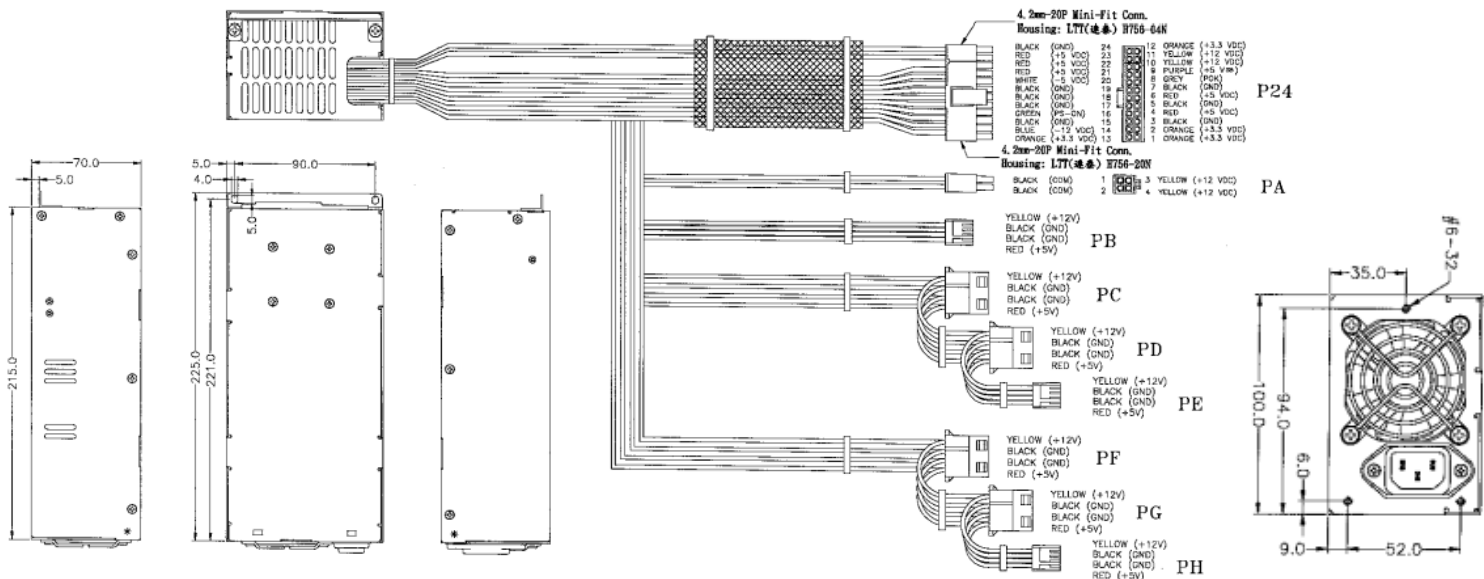 4.2mm-20P Mini-Fit Conn.
Housing: LTT(連泰) H756-64N
BLACK (GND) 24
RED (+5 VDC) 23
RED (+5 VDC) 22
RED (+5 VDC) 21
WHITE (-5 VDC) 20
BLACK (GND) 19
BLACK (GND) 18
BLACK (GND) 17
GREEN (PS-ON) 16
BLACK (GND) 15
BLUE (-12 VDC) 14
ORANGE (+3.3 VDC) 13
12 ORANGE (+3.3 VDC)
11 YELLOW (+12 VDC)
10 YELLOW (+12 VDC)
9 PURPLE (+5 VSB)
8 GREY (POK)
7 BLACK (GND)
6 RED (+5 VDC)
5 BLACK (GND)
4 RED (+5 VDC)
3 BLACK (GND)
2 ORANGE (+3.3 VDC)
1 ORANGE (+3.3 VDC)
P24
4.2mm-20P Mini-Fit Conn.
Housing: LTT(連泰) H756-20N
BLACK (COM) 1
BLACK (COM) 2
3 YELLOW (+12 VDC)
4 YELLOW (+12 VDC)
PA
YELLOW (+12V)
BLACK (GND)
BLACK (GND)
RED (+5V)
PB
YELLOW (+12V)
BLACK (GND)
BLACK (GND)
RED (+5V)
PC
YELLOW (+12V)
BLACK (GND)
BLACK (GND)
RED (+5V)
PD
YELLOW (+12V)
BLACK (GND)
BLACK (GND)
RED (+5V)
PE
YELLOW (+12V)
BLACK (GND)
BLACK (GND)
RED (+5V)
PF
YELLOW (+12V)
BLACK (GND)
BLACK (GND)
RED (+5V)
PG
YELLOW (+12V)
BLACK (GND)
BLACK (GND)
RED (+5V)
PH
70.0
5.0
215.0
5.0
90.0
4.0
5.0
225.0
221.0
#6-32
35.0
100.0
94.0
6.0
9.0
52.0